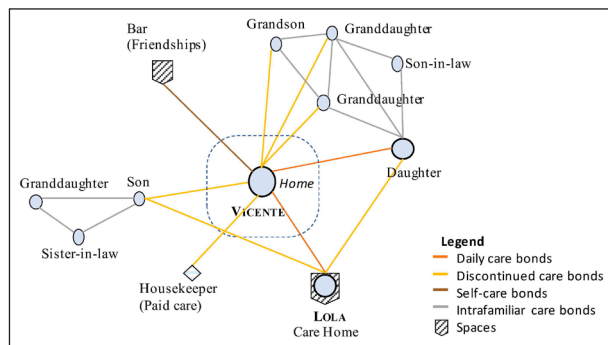 Bar
(Friendships)
Grandson
Granddaughter
Son-in-law
Granddaughter
Daughter
Home
VICENTE
Granddaughter
Son
Sister-in-law
Housekeeper
(Paid care)
LOLA
Care Home
Legend
Daily care bonds
Discontinued care bonds
Self-care bonds
Intrafamiliar care bonds
Spaces